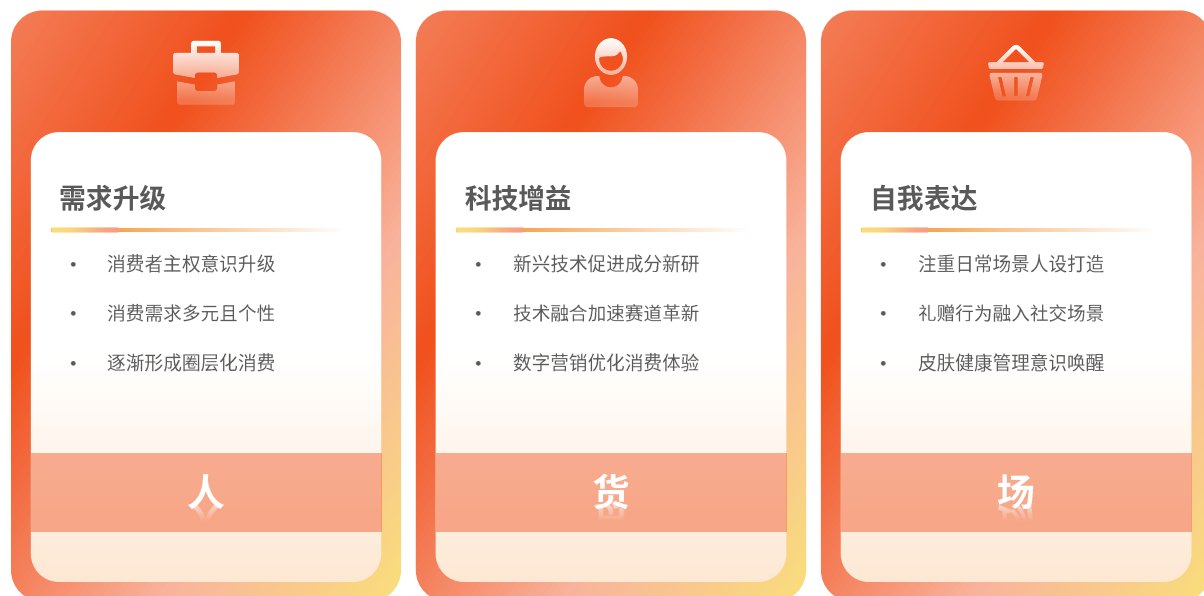 需求升级
• 消费者主权意识升级
• 消费需求多元且个性
• 逐渐形成圈层化消费
人
科技增益
• 新兴技术促进成分新研
• 技术融合加速赛道革新
• 数字营销优化消费体验
货
自我表达
• 注重日常场景人设打造
• 礼赠行为融入社交场景
• 皮肤健康管理意识唤醒
场